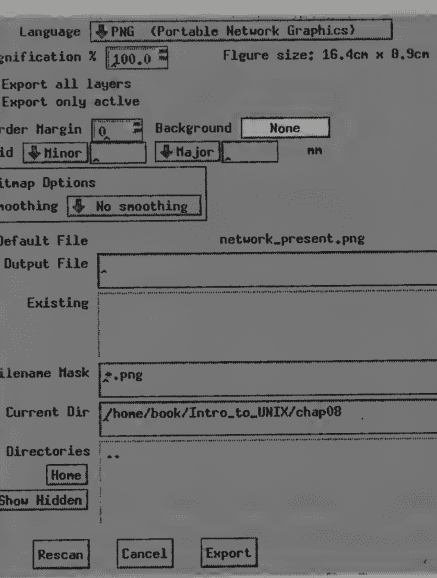 Language PNG (Portable Network Graphics)
gnification % 100.0 Figure size: 16.4cm x 8.9cm
Export all layers
Export only active
rder Margin 0 Background None
id Minor Major mm
itmap Options
moothing No smoothing
Default File network_present.png
Output File
Existing
ilename Mask *.png
Current Dir /home/book/Intro_to_UNIX/chap08
Directories ..
Home
Show Hidden
Rescan Cancel Export